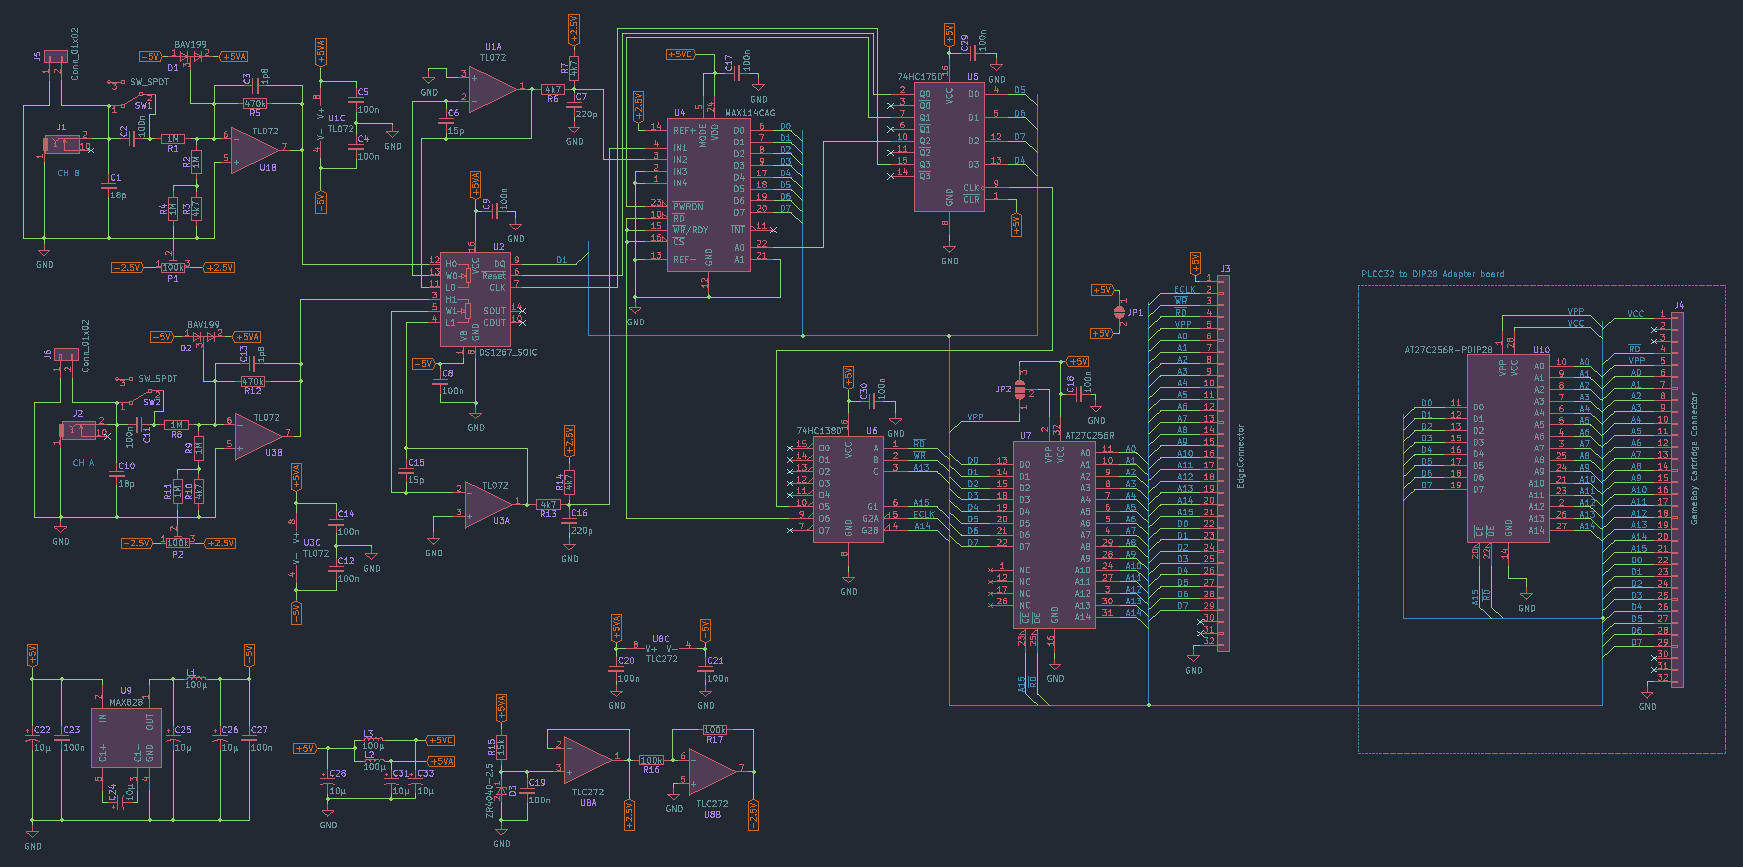 J5
Conn_01x02
-5V
BAV199
+5VA
D1
SW_SPDT
SW1
C3
1p8
470k
R5
J1
CH B
C2
100n
1M
R1
R2
1M
TL072
U1B
C1
18p
R4
1M
R3
4k7
GND
-2.5V
100k
+2.5V
P1
+5VA
V+
V-
U1C
TL072
C5
100n
C4
100n
GND
-5V
U1A
TL072
GND
C6
15p
4k7
R6
+2.5V
R7
4k7
C7
220p
GND
+5VA
C9
100n
GND
U2
H0
W0
L0
H1
W1
L1
VCC
DQ
Reset
CLK
SOUT
COUT
VB
GND
DS1267_SOIC
D1
-5V
C8
100n
GND
+5VC
C17
100n
GND
+2.5V
U4
MAX114CAG
REF+
IN1
IN2
IN3
IN4
PWRDN
RD
WR/RDY
CS
REF-
MODE
VDD
D0
D1
D2
D3
D4
D5
D6
D7
INT
A0
A1
GND
GND
+5V
C29
100n
GND
74HC175D
U5
Q0
Q0
Q1
Q1
Q2
Q2
Q3
Q3
VCC
D0
D1
D2
D3
CLK
CLR
GND
D5
D6
D7
D4
+5V
GND
J6
Conn_01x02
-5V
BAV199
+5VA
D2
SW_SPDT
SW2
C13
1p8
470k
R12
J2
CH A
C11
100n
1M
R8
R9
1M
TL072
U3B
C10
18p
R11
1M
R10
4k7
GND
-2.5V
100k
+2.5V
P2
+5VA
V+
V-
U3C
TL072
C14
100n
C12
100n
GND
-5V
C15
15p
TL072
U3A
GND
4k7
R13
+2.5V
R14
4k7
C16
220p
GND
+5V
C30
100n
GND
74HC138D
U6
O0
O1
O2
O3
O4
O5
O6
O7
VCC
A
B
C
G1
G2A
G2B
GND
RD
WR
A13
A15
ECLK
A14
GND
+5V
JP1
+5V
JP2
VPP
+5V
C18
100n
GND
U7
AT27C256R
D0
D1
D2
D3
D4
D5
D6
D7
NC
NC
NC
NC
VPP
VCC
A0
A1
A2
A3
A4
A5
A6
A7
A8
A9
A10
A11
A12
A13
A14
CE
OE
GND
A15
RD
GND
+5V
J3
EdgeConnector
ECLK
WR
RD
VPP
A0
A1
A2
A3
A4
A5
A6
A7
A8
A9
A10
A11
A12
A13
A14
A15
D0
D1
D2
D3
D4
D5
D6
D7
GND
PLCC32 to DIP28 Adapter board
VPP
VCC
AT27C256R-PDIP28
U10
D0
D1
D2
D3
D4
D5
D6
D7
VPP
VCC
A0
A1
A2
A3
A4
A5
A6
A7
A8
A9
A10
A11
A12
A13
A14
CE
OE
GND
A15
RD
GND
J4
GameBoy Cartridge Connector
VCC
RD
VPP
A0
A1
A2
A3
A4
A5
A6
A7
A8
A9
A10
A11
A12
A13
A14
A15
D0
D1
D2
D3
D4
D5
D6
D7
GND
+5V
-5V
U9
MAX828
IN
OUT
C1+
C1-
GND
L1
100µ
C22
10µ
C23
100n
C24
10µ
C25
10µ
C26
10µ
C27
100n
GND
+5V
L3
100µ
L2
100µ
+5VC
+5VA
C28
10µ
C31
10µ
C33
10µ
GND
+5VA
R15
15k
ZR4040-2.5
D3
C19
100n
GND
TLC272
U8A
+2.5V
100k
R16
100k
R17
TLC272
U8B
GND
-2.5V
+5VA
-5V
U8C
V+ V-
TLC272
C20
100n
C21
100n
GND
GND